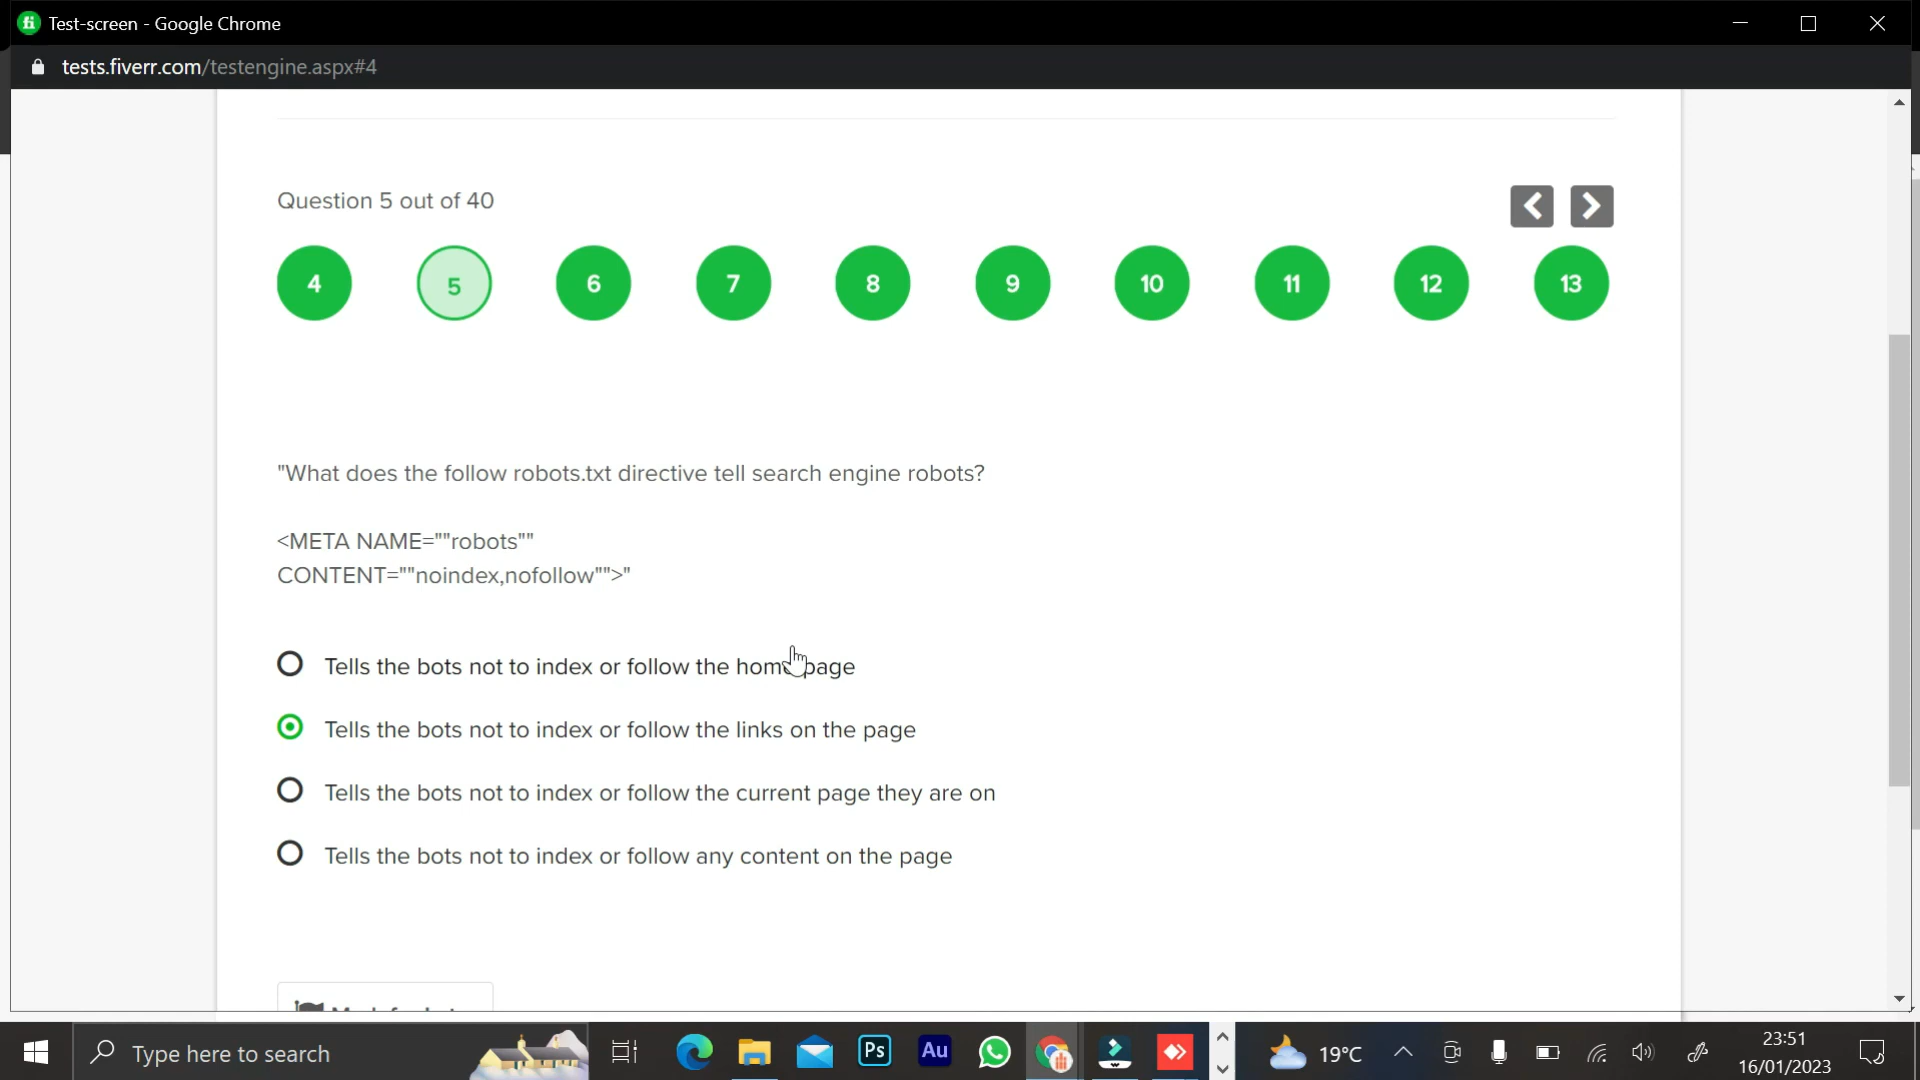 Test-screen - Google Chrome
tests.fiverr.com/testengine.aspx#4
Question 5 out of 40
4 5 6 7 8 9 10 11 12 13
"What does the follow robots.txt directive tell search engine robots?
<META NAME=""robots""
CONTENT=""noindex,nofollow"">"
Tells the bots not to index or follow the home page
Tells the bots not to index or follow the links on the page
Tells the bots not to index or follow the current page they are on
Tells the bots not to index or follow any content on the page
Type here to search
Ps
Au
19°C
23:51
16/01/2023